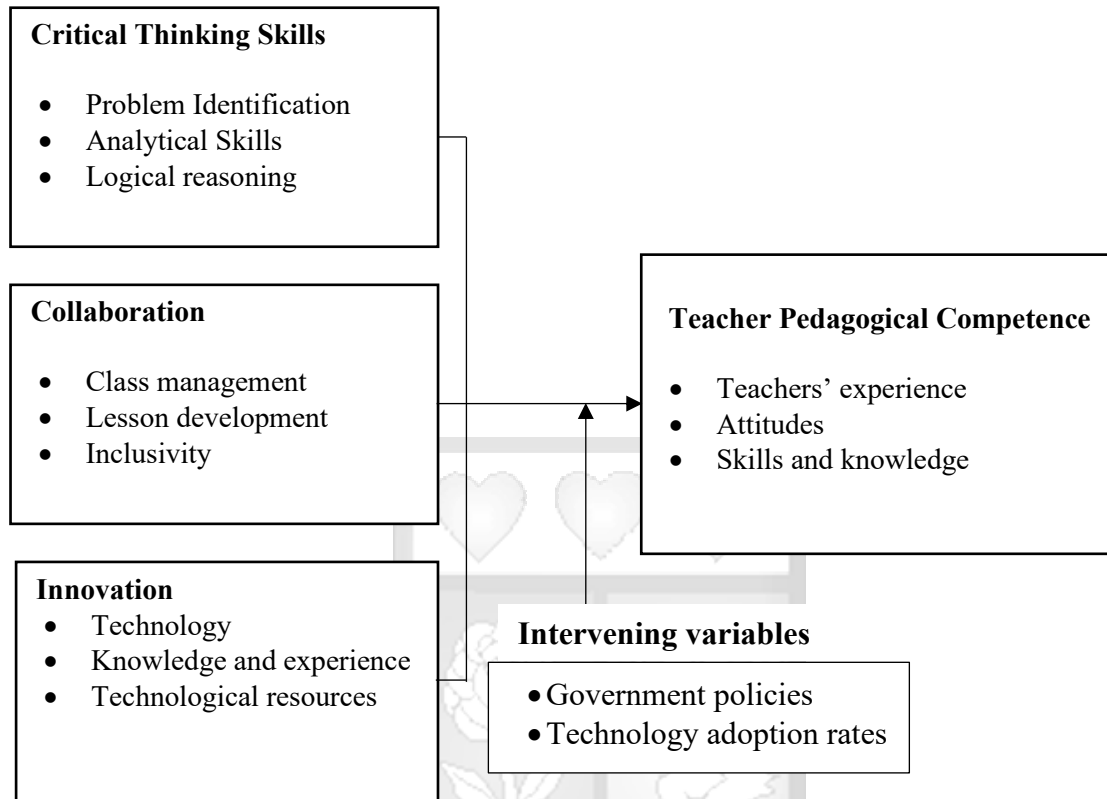 Critical Thinking Skills
• Problem Identification
• Analytical Skills
• Logical reasoning
Collaboration
• Class management
• Lesson development
• Inclusivity
Innovation
• Technology
• Knowledge and experience
• Technological resources
Teacher Pedagogical Competence
• Teachers’ experience
• Attitudes
• Skills and knowledge
Intervening variables
• Government policies
• Technology adoption rates